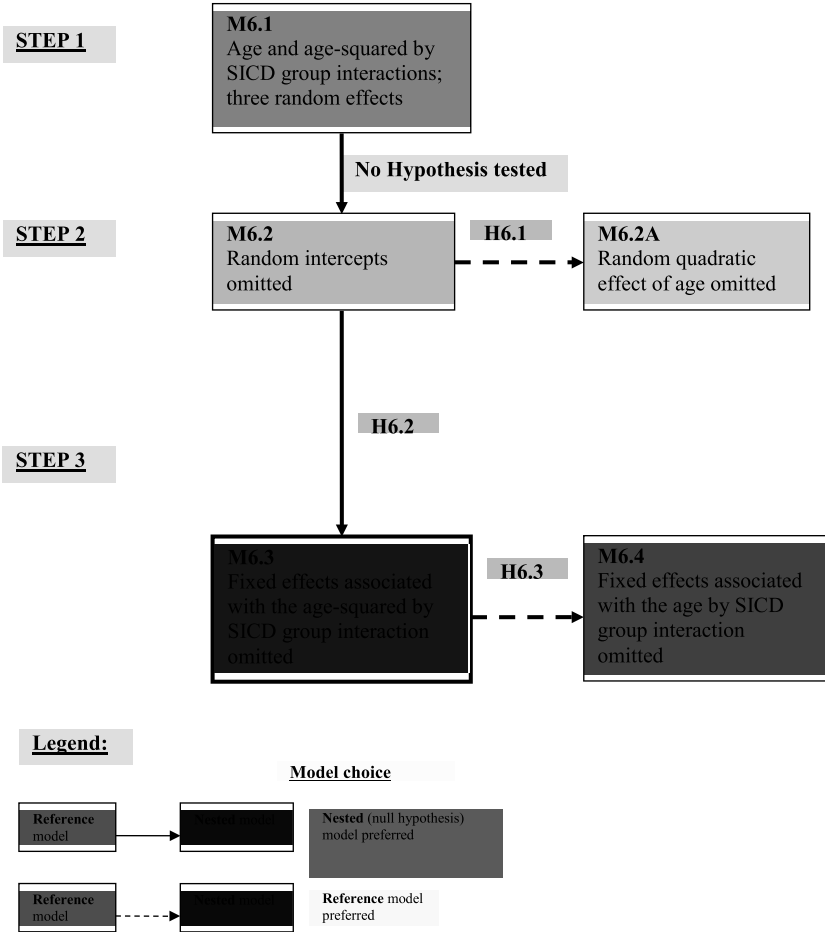 STEP 1
M6.1
Age and age-squared by
SICD group interactions;
three random effects
No Hypothesis tested
STEP 2
M6.2
Random intercepts
omitted
H6.1
M6.2A
Random quadratic
effect of age omitted
H6.2
STEP 3
M6.3
Fixed effects associated
with the age-squared by
SICD group interaction
omitted
H6.3
M6.4
Fixed effects associated
with the age by SICD
group interaction
omitted
Legend:
Model choice
Reference
model
Nested model
Nested (null hypothesis)
model preferred
Reference
model
Nested model
Reference model
preferred